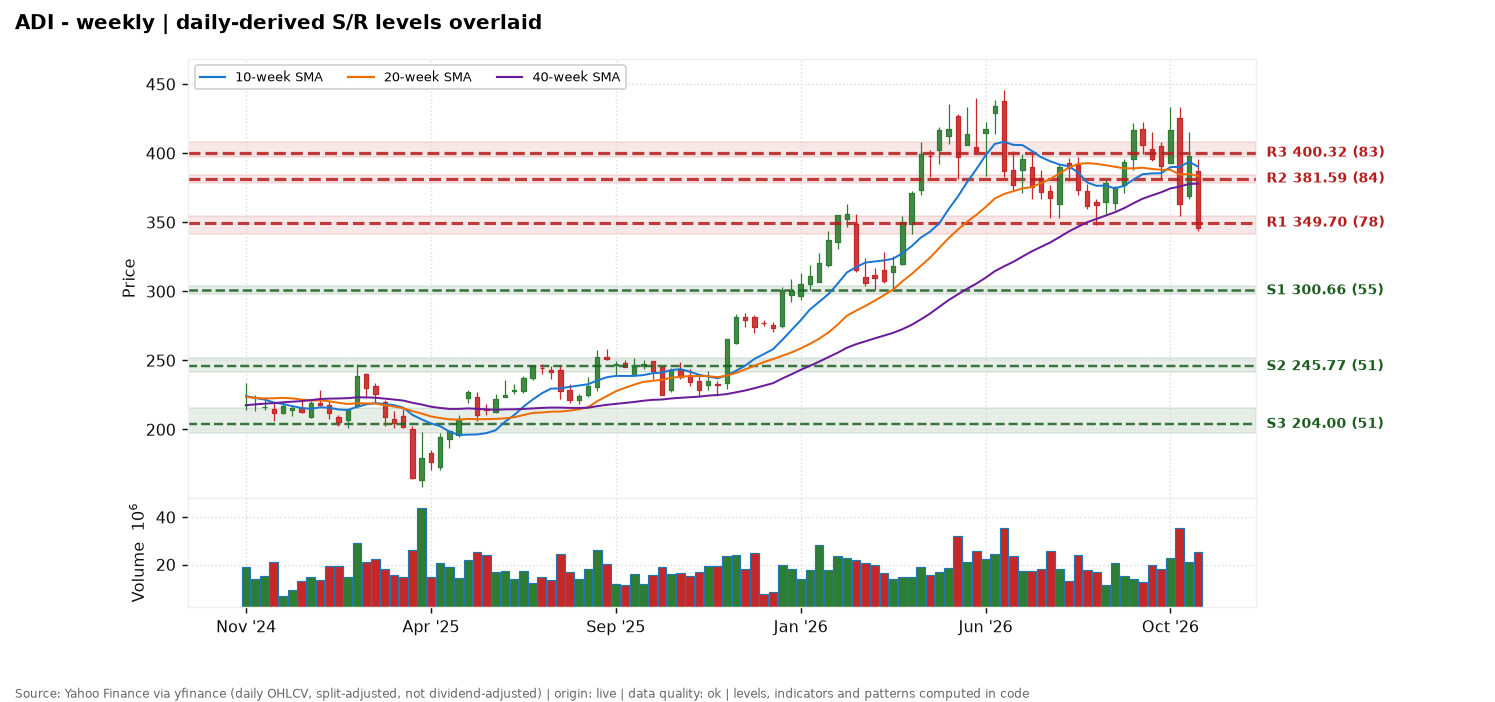 ADI - weekly | daily-derived S/R levels overlaid
10-week SMA
20-week SMA
40-week SMA
Price
450
400
350
300
250
200
R3 400.32 (83)
R2 381.59 (84)
R1 349.70 (78)
S1 300.66 (55)
S2 245.77 (51)
S3 204.00 (51)
Volume 10⁶
40
20
Nov '24
Apr '25
Sep '25
Jan '26
Jun '26
Oct '26
Source: Yahoo Finance via yfinance (daily OHLCV, split-adjusted, not dividend-adjusted) | origin: live | data quality: ok | levels, indicators and patterns computed in code